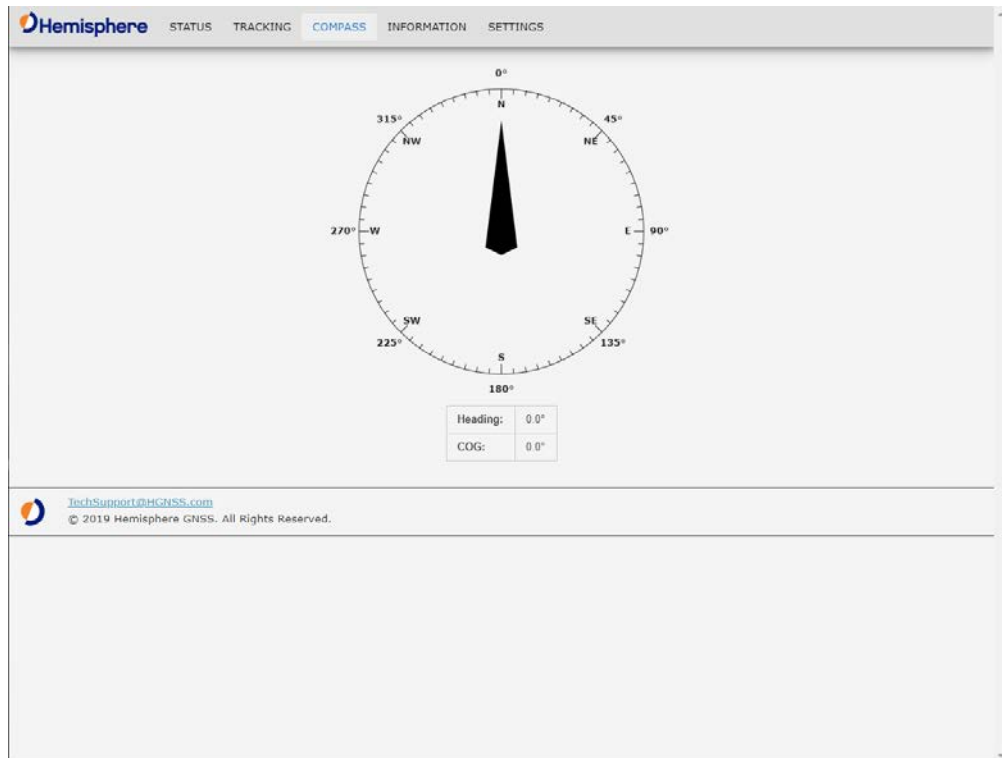 Hemisphere STATUS TRACKING COMPASS INFORMATION SETTINGS
0°
N
315° 45°
NW NE
270° W E 90°
SW SE
225° 135°
S
180°
Heading: 0.0°
COG: 0.0°
TechSupport@HGNSS.com
© 2019 Hemisphere GNSS. All Rights Reserved.